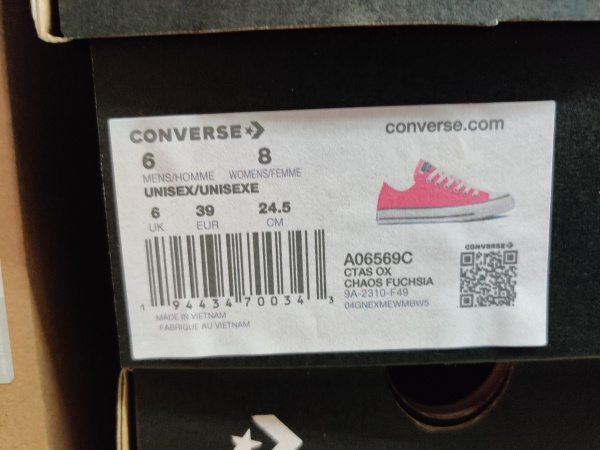 CONVERSE
converse.com
6 8
MENS/HOMME WOMENS/FEMME
UNISEX/UNISEXE
6 39 24.5
UK EUR CM
1 94434 70034 3
MADE IN VIETNAM
FABRIQUE AU VIETNAM
A06569C
CTAS OX
CHAOS FUCHSIA
9A-2310-F49
04GNEXMEWMBW5
CONVERSE